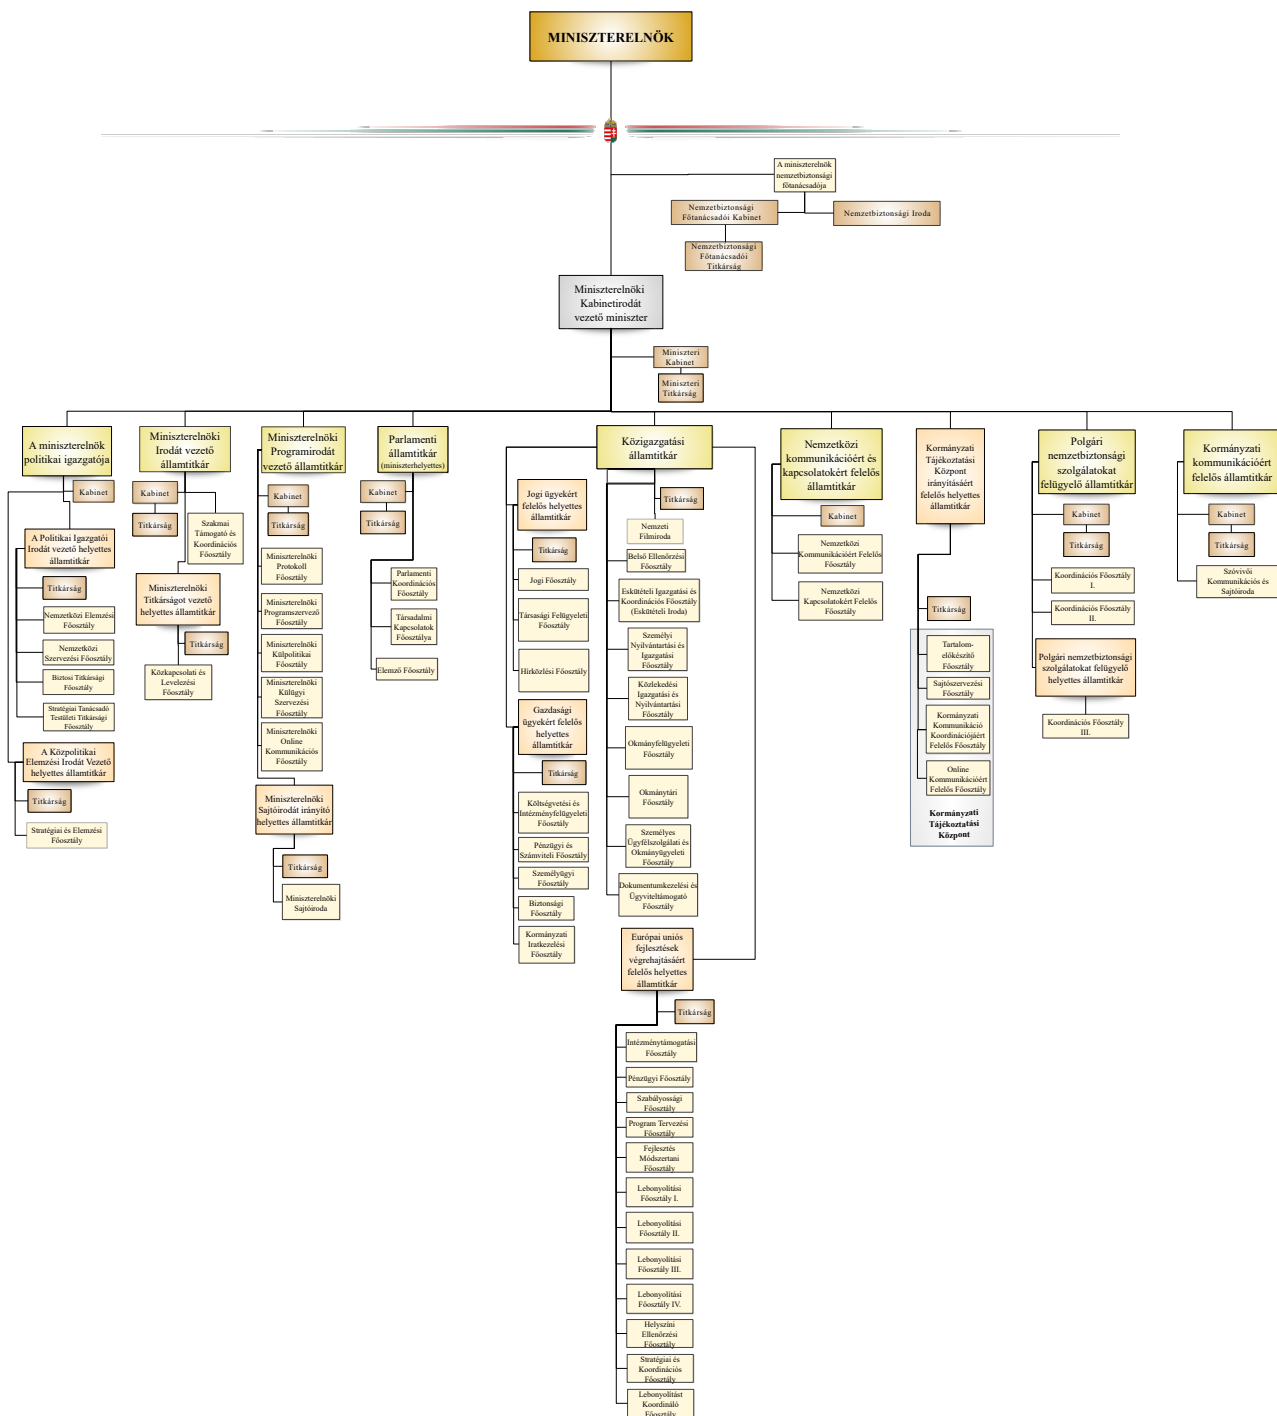 MINISZTERELNÖK
A miniszterelnök
nemzetbiztonsági
főtanácsadója
Nemzetbiztonsági
Főtanácsadói Kabinet
Nemzetbiztonsági Iroda
Nemzetbiztonsági
Főtanácsadói
Titkárság
Miniszterelnöki
Kabinetirodát
vezető miniszter
Miniszteri
Kabinet
Miniszteri
Titkárság
A miniszterelnök
politikai igazgatója
Kabinet
A Politikai Igazgatói
Irodát vezető helyettes
államtitkár
Titkárság
Nemzetközi Elemzési
Főosztály
Nemzetközi
Szervezési Főosztály
Biztosi Titkársági
Főosztály
Stratégiai Tanácsadó
Testületi Titkársági
Főosztály
A Közpolitikai
Elemzési Irodát Vezető
helyettes államtitkár
Titkárság
Stratégiai és Elemzési
Főosztály
Miniszterelnöki
Irodát vezető
államtitkár
Kabinet
Titkárság
Szakmai
Támogató és
Koordinációs
Főosztály
Miniszterelnöki
Titkárságot vezető
helyettes államtitkár
Titkárság
Közkapcsolati és
Levelezési
Főosztály
Miniszterelnöki
Programirodát
vezető államtitkár
Kabinet
Titkárság
Miniszterelnöki
Protokoll
Főosztály
Miniszterelnöki
Programszervező
Főosztály
Miniszterelnöki
Külpolitikai
Főosztály
Miniszterelnöki
Külügyi
Szervezési
Főosztály
Miniszterelnöki
Online
Kommunikációs
Főosztály
Miniszterelnöki
Sajtóirodát irányító
helyettes államtitkár
Titkárság
Miniszterelnöki
Sajtóiroda
Parlamenti
államtitkár
(miniszterhelyettes)
Kabinet
Titkárság
Parlamenti
Koordinációs
Főosztály
Társadalmi
Kapcsolatok
Főosztálya
Elemző Főosztály
Közigazgatási
államtitkár
Jogi ügyekért
felelős helyettes
államtitkár
Titkárság
Jogi Főosztály
Társasági Felügyeleti
Főosztály
Hírközlési Főosztály
Gazdasági
ügyekért felelős
helyettes
államtitkár
Titkárság
Költségvetési és
Intézményfelügyeleti
Főosztály
Pénzügyi és
Számviteli Főosztály
Személyügyi
Főosztály
Biztonsági
Főosztály
Kormányzati
Iratkezelési
Főosztály
Titkárság
Nemzeti
Filmiroda
Belső Ellenőrzési
Főosztály
Eskütételi Igazgatási és
Koordinációs Főosztály
(Eskütételi Iroda)
Személyi
Nyilvántartási és
Igazgatási
Főosztály
Közlekedési
Igazgatási és
Nyilvántartási
Főosztály
Okmányfelügyeleti
Főosztály
Okmánytári
Főosztály
Személyes
Ügyfélszolgálati és
Okmányügyeleti
Főosztály
Dokumentumkezelési és
Ügyviteltámogató
Főosztály
Európai uniós
fejlesztések
végrehajtásáért
felelős helyettes
államtitkár
Titkárság
Intézménytámogatási
Főosztály
Pénzügyi Főosztály
Szabályossági
Főosztály
Program Tervezési
Főosztály
Fejlesztés
Módszertani
Főosztály
Lebonyolítási
Főosztály I.
Lebonyolítási
Főosztály II.
Lebonyolítási
Főosztály III.
Lebonyolítási
Főosztály IV.
Helyszíni
Ellenőrzési
Főosztály
Stratégiai és
Koordinációs
Főosztály
Lebonyolítást
Koordináló
Főosztály
Nemzetközi
kommunikációért és
kapcsolatokért felelős
államtitkár
Kabinet
Nemzetközi
Kommunikációért Felelős
Főosztály
Nemzetközi
Kapcsolatokért Felelős
Főosztály
Kormányzati
Tájékoztatási
Központ
irányításáért
felelős helyettes
államtitkár
Titkárság
Tartalom-
előkészítő
Főosztály
Sajtószervezési
Főosztály
Kormányzati
Kommunikáció
Koordinációjáért
Felelős Főosztály
Online
Kommunikációért
Felelős Főosztály
Kormányzati
Tájékoztatási
Központ
Polgári
nemzetbiztonsági
szolgálatokat
felügyelő államtitkár
Kabinet
Titkárság
Koordinációs Főosztály
I.
Koordinációs Főosztály
II.
Polgári nemzetbiztonsági
szolgálatokat felügyelő
helyettes államtitkár
Koordinációs Főosztály
III.
Kormányzati
kommunikációért
felelős államtitkár
Kabinet
Titkárság
Szóvivői
Kommunikációs és
Sajtóiroda